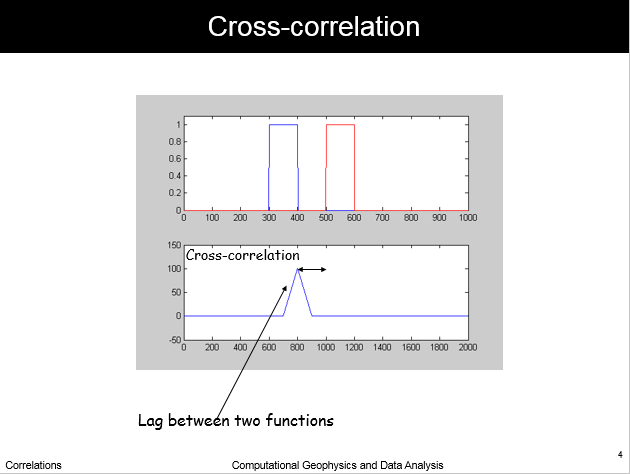 Cross-correlation
1
0.8
0.6
0.4
0.2
0
0 100 200 300 400 500 600 700 800 900 1000
150
Cross-correlation
100
50
0
-50
0 200 400 600 800 1000 1200 1400 1600 1800 2000
Lag between two functions
4
Correlations Computational Geophysics and Data Analysis